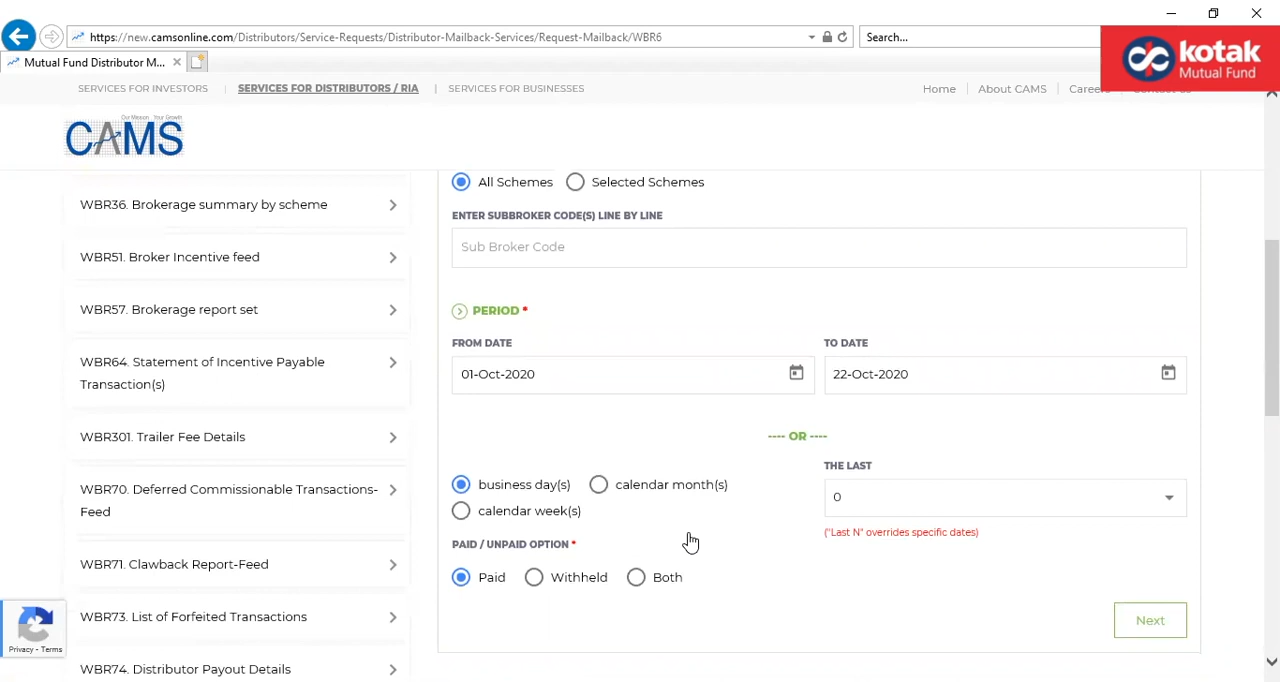 https://new.camsonline.com/Distributors/Service-Requests/Distributor-Mailback-Services/Request-Mailback/WBR6
Search...
kotak
Mutual Fund
Mutual Fund Distributor M...
SERVICES FOR INVESTORS
SERVICES FOR DISTRIBUTORS / RIA
SERVICES FOR BUSINESSES
Home
About CAMS
Careers
Contact Us
CAMS
All Schemes
Selected Schemes
WBR36. Brokerage summary by scheme
ENTER SUBBROKER CODE(S) LINE BY LINE
Sub Broker Code
WBR51. Broker Incentive feed
WBR57. Brokerage report set
PERIOD *
FROM DATE
TO DATE
01-Oct-2020
22-Oct-2020
WBR64. Statement of Incentive Payable
Transaction(s)
WBR301. Trailer Fee Details
---- OR ----
THE LAST
business day(s)
calendar month(s)
0
calendar week(s)
("Last N" overrides specific dates)
WBR70. Deferred Commissionable Transactions-
Feed
PAID / UNPAID OPTION *
Paid
Withheld
Both
WBR71. Clawback Report-Feed
WBR73. List of Forfeited Transactions
Next
WBR74. Distributor Payout Details
Privacy - Terms